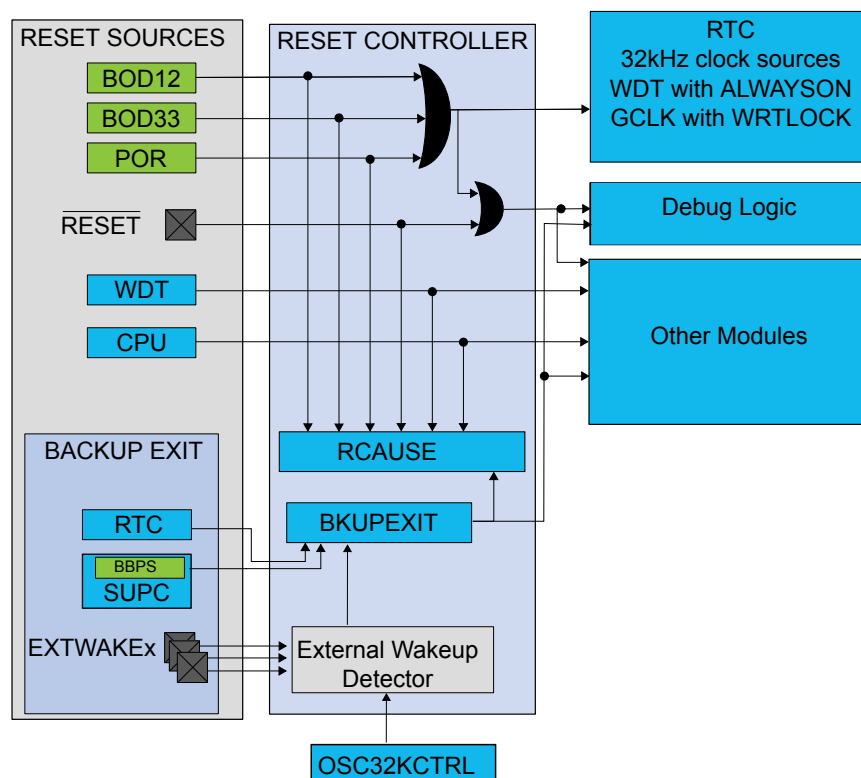 RESET SOURCES
BOD12
BOD33
POR
RESET
WDT
CPU
BACKUP EXIT
RTC
BBPS
SUPC
EXTWAKEx
RESET CONTROLLER
RCAUSE
BKUPEXIT
External Wakeup
Detector
OSC32KCTRL
RTC
32kHz clock sources
WDT with ALWAYSON
GCLK with WRTLOCK
Debug Logic
Other Modules